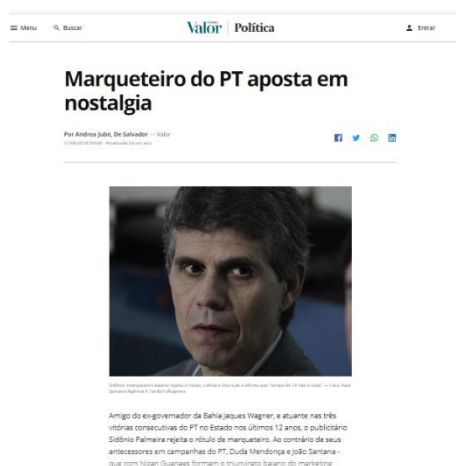 Menu
Buscar
Valor Política
Entrar
Marqueteiro do PT aposta em
nostalgia
Por Andrea Jubé, De Salvador — Valor
Amigo do ex-governador da Bahia Jaques Wagner, e atuante nas três
vitórias consecutivas do PT no Estado nos últimos 12 anos, o publicitário
Sidônio Palmeira rejeita o rótulo de marqueteiro. Ao contrário de seus
antecessores em campanhas do PT, Duda Mendonça e João Santana -
que com Nizan Guanaes formam o triunvirato baiano do marketing